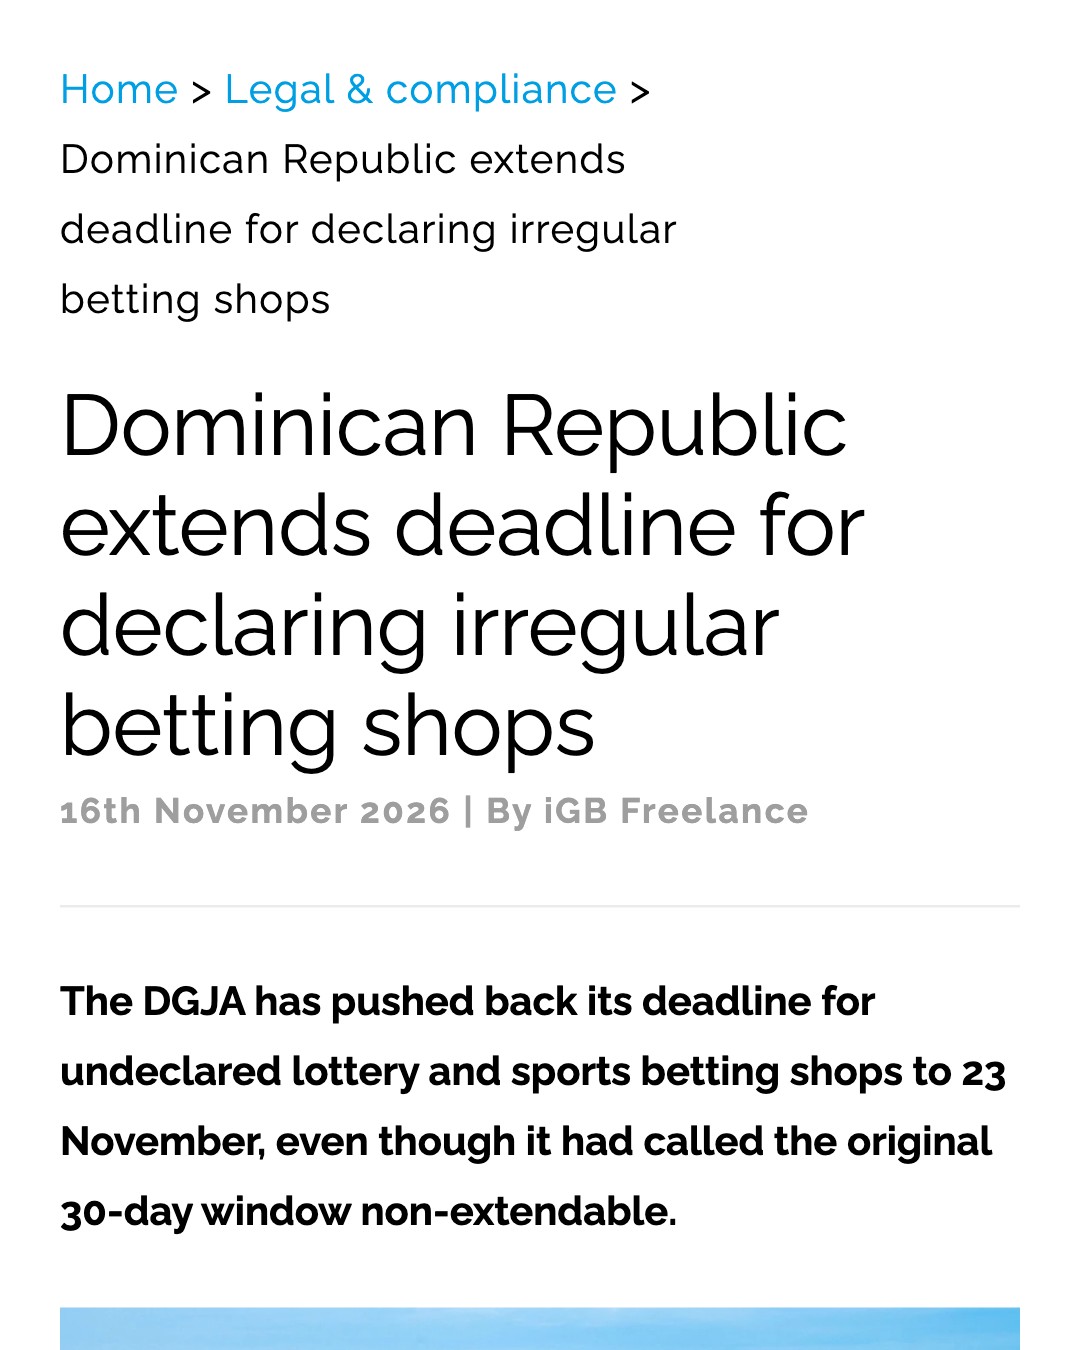 Home > Legal & compliance >
Dominican Republic extends
deadline for declaring irregular
betting shops
Dominican Republic
extends deadline for
declaring irregular
betting shops
16th November 2026 | By iGB Freelance
The DGJA has pushed back its deadline for
undeclared lottery and sports betting shops to 23
November, even though it had called the original
30-day window non-extendable.